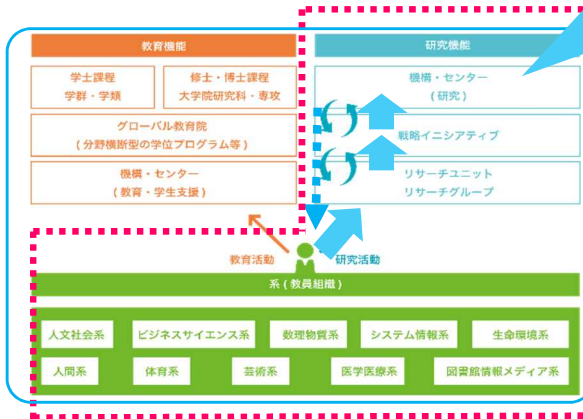 教育機能
研究機能
学士課程
学群・学類
修士・博士課程
大学院研究科・専攻
機構・センター
(研究)
グローバル教育院
(分野横断型の学位プログラム等)
戦略イニシアティブ
機構・センター
(教育・学生支援)
リサーチユニット
リサーチグループ
教育活動
研究活動
系(教員組織)
人文社会系
ビジネスサイエンス系
数理物質系
システム情報系
生命環境系
人間系
体育系
芸術系
医学医療系
図書館情報メディア系